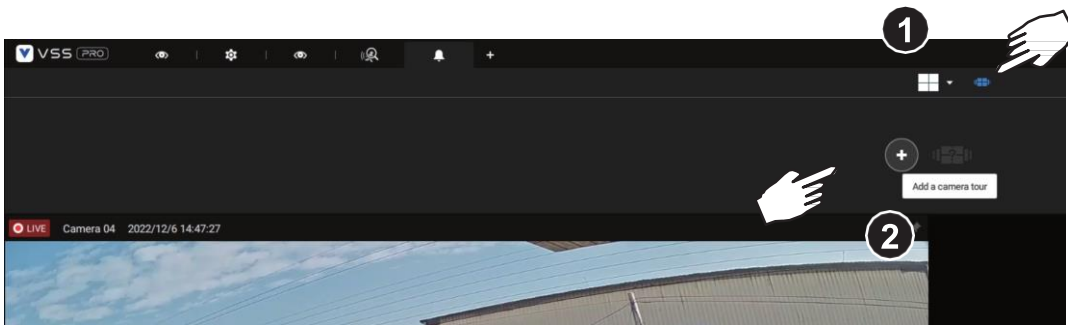 1
VSS PRO
+
+
Add a camera tour
LIVE Camera 04 2022/12/6 14:47:27
2